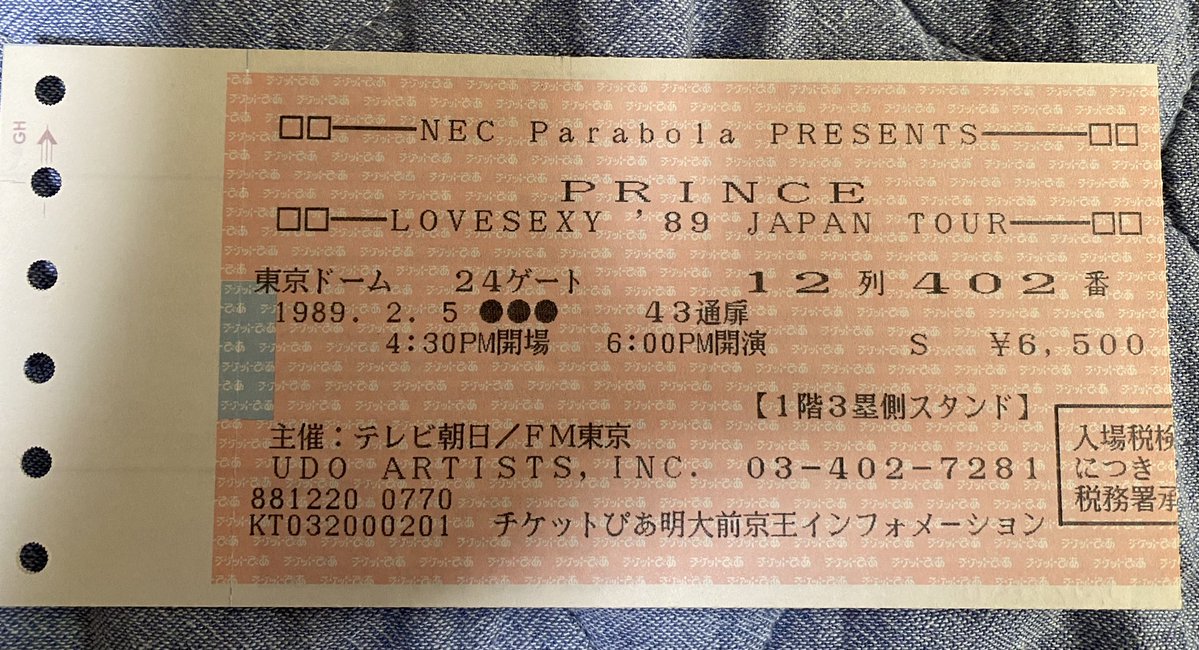 GH
□□━━━NEC Parabola PRESENTS━━━□□
PRINCE
□□━━LOVESEXY '89 JAPAN TOUR━━━□□
東京ドーム 24ゲート 12列402番
1989. 2. 5 ●●● 43通扉
4:30PM開場 6:00PM開演 S ¥6,500
【1階3塁側スタンド】
主催:テレビ朝日/FM東京
UDO ARTISTS, INC 03-402-7281
881220 0770
KT032000201 チケットぴあ明大前京王インフォメーション
入場税検
につき
税務署承